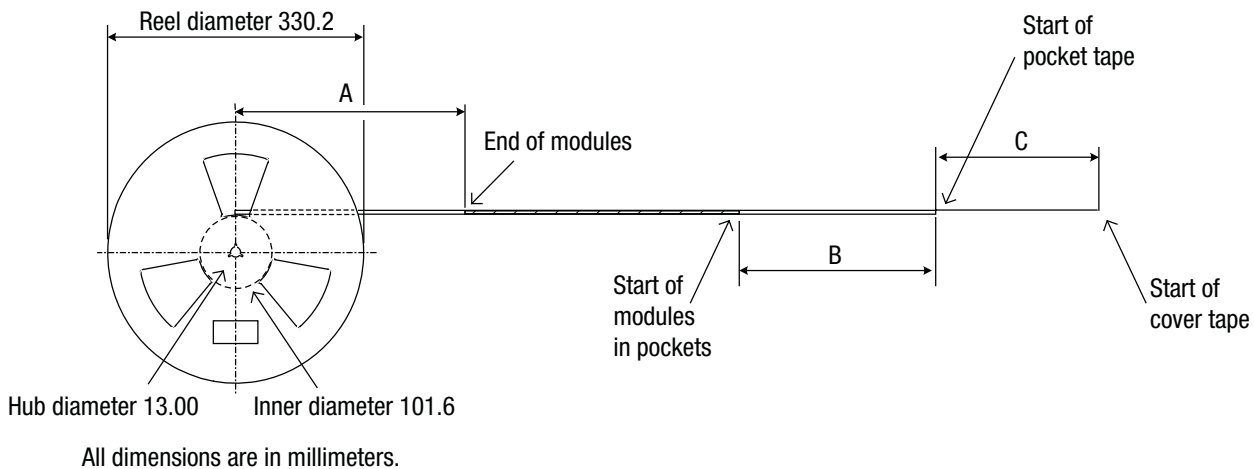 Reel diameter 330.2
Start of
pocket tape
A
End of modules
C
B
Start of
modules
in pockets
Start of
cover tape
Hub diameter 13.00
Inner diameter 101.6
All dimensions are in millimeters.